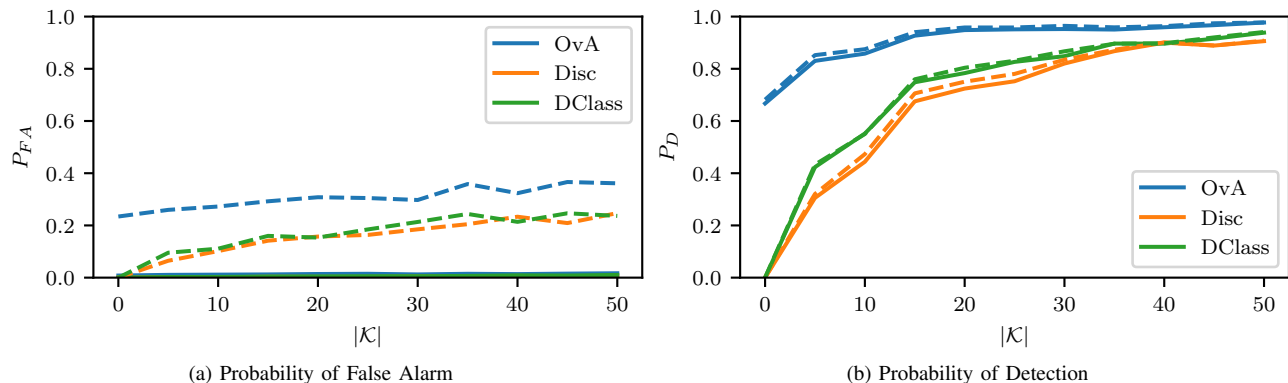 1.0
0.8
0.6
0.4
0.2
0.0
P_{FA}
OvA
Disc
DClass
0 10 20 30 40 50
|𝒦|
(a) Probability of False Alarm
1.0
0.8
0.6
0.4
0.2
0.0
P_D
OvA
Disc
DClass
0 10 20 30 40 50
|𝒦|
(b) Probability of Detection